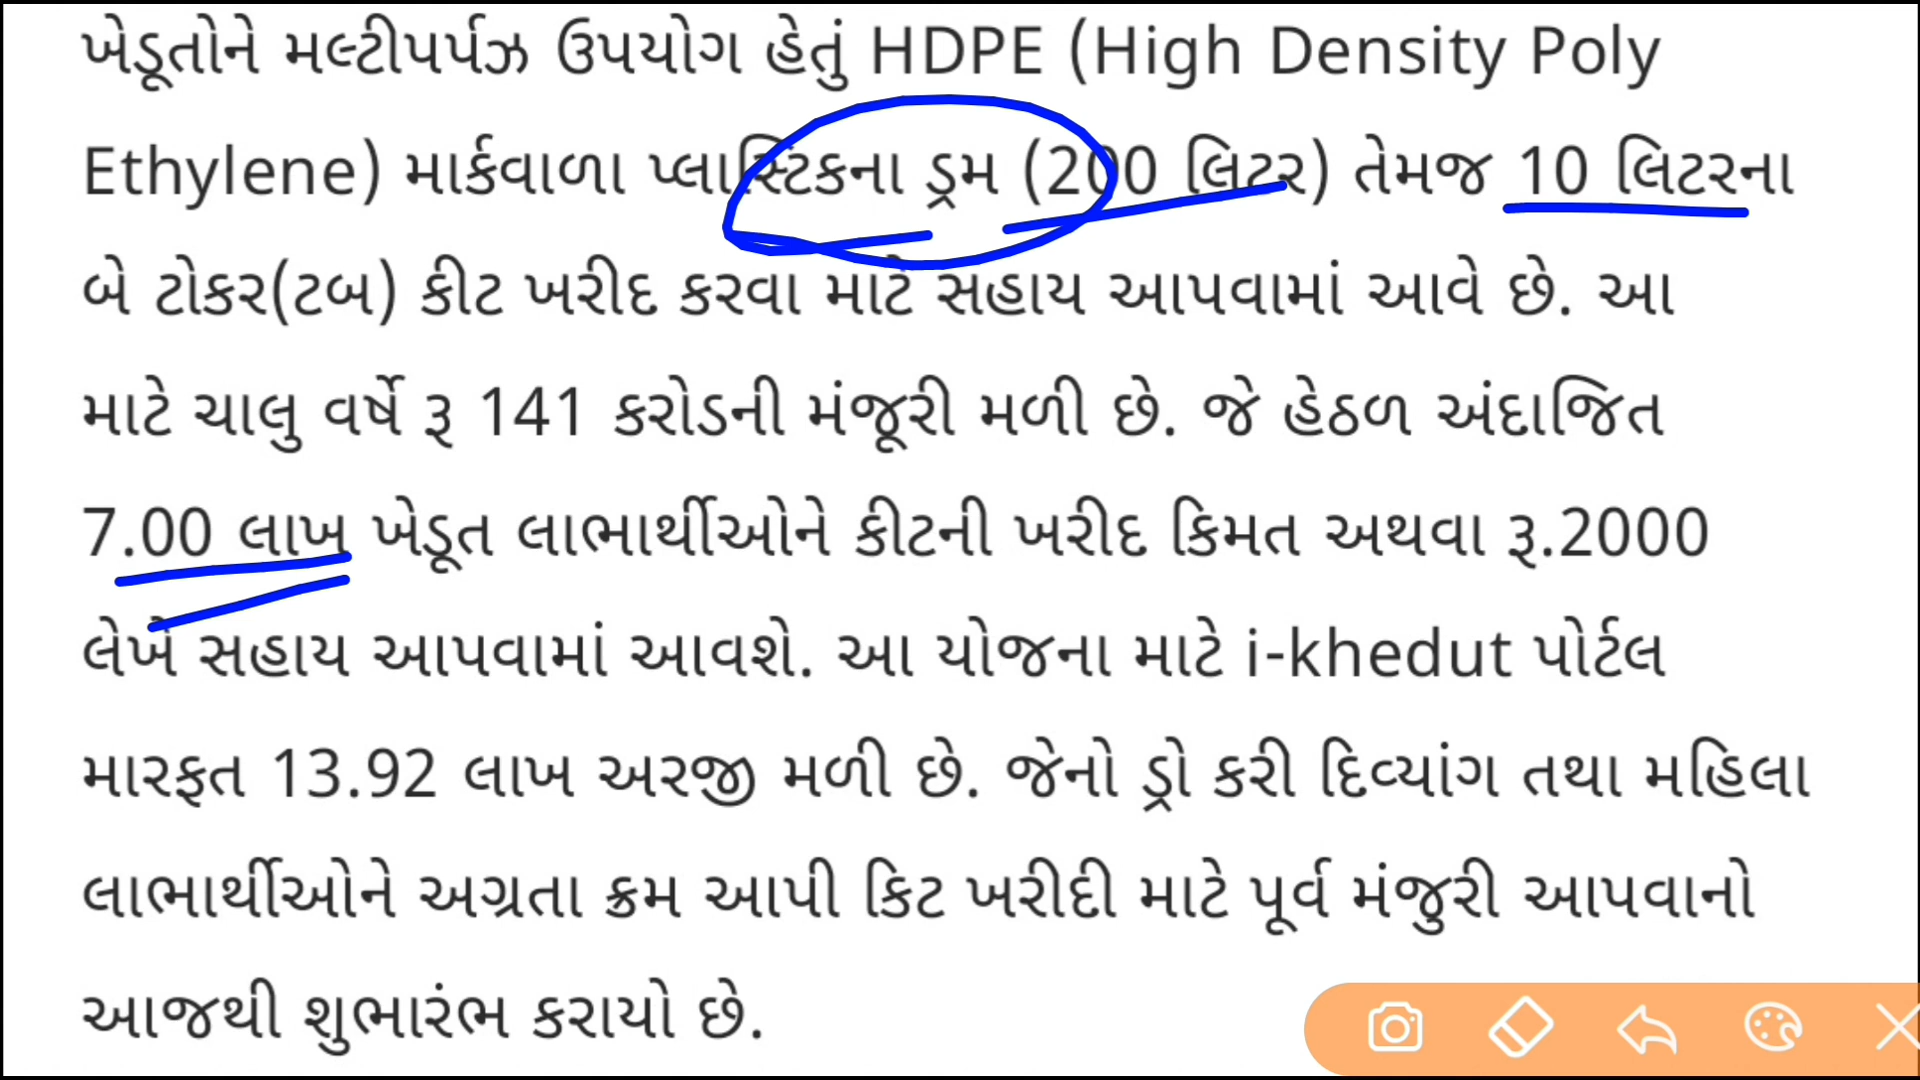 ખેડૂતોને મલ્ટીપર્પઝ ઉપયોગ હેતું HDPE (High Density Poly
Ethylene) માર્કવાળા પ્લાસ્ટિકના ડ્રમ (200 લિટર) તેમજ 10 લિટરના
બે ટોકર(ટબ) કીટ ખરીદ કરવા માટે સહાય આપવામાં આવે છે. આ
માટે ચાલુ વર્ષે રૂ 141 કરોડની મંજૂરી મળી છે. જે હેઠળ અંદાજિત
7.00 લાખ ખેડૂત લાભાર્થીઓને કીટની ખરીદ કિમત અથવા રૂ.2000
લેખે સહાય આપવામાં આવશે. આ યોજના માટે i-khedut પોર્ટલ
મારફત 13.92 લાખ અરજી મળી છે. જેનો ડ્રો કરી દિવ્યાંગ તથા મહિલા
લાભાર્થીઓને અગ્રતા ક્રમ આપી કિટ ખરીદી માટે પૂર્વ મંજુરી આપવાનો
આજથી શુભારંભ કરાયો છે.